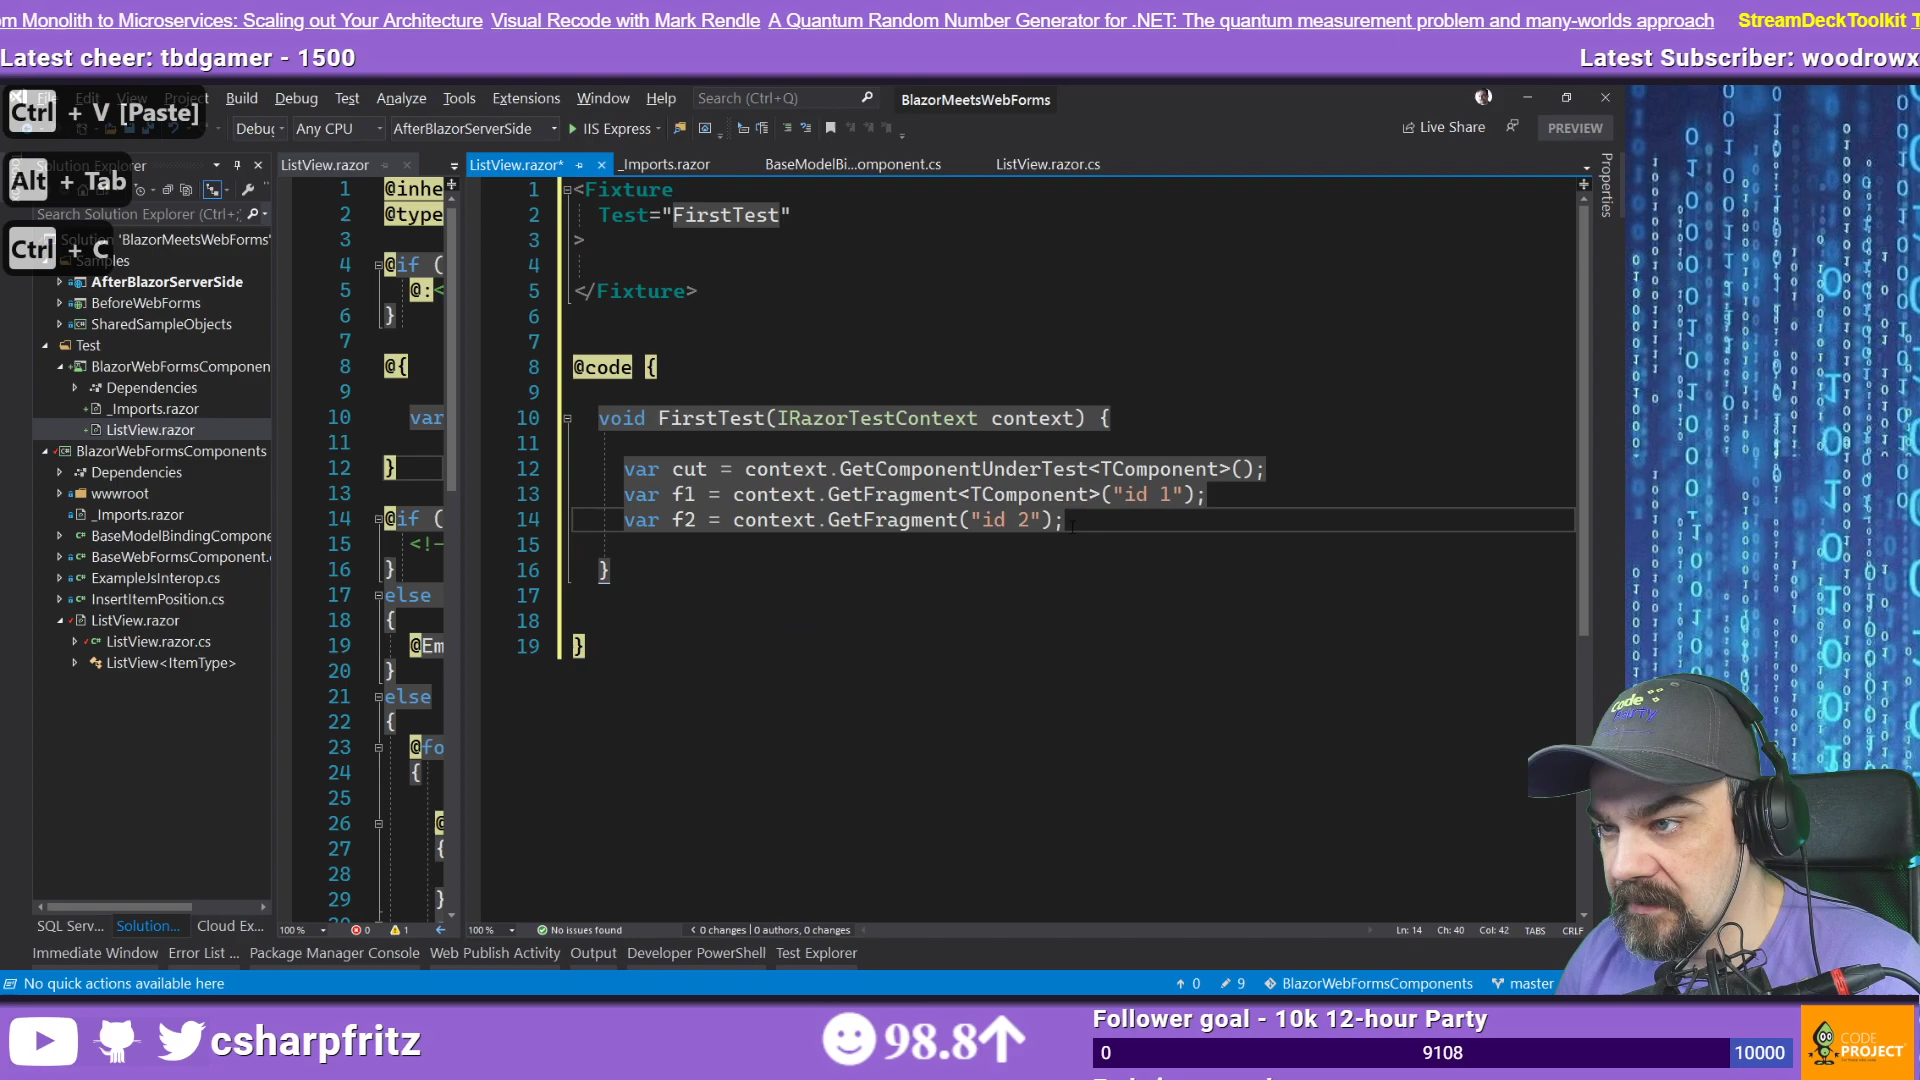 om Monolith to Microservices: Scaling out Your Architecture Visual Recode with Mark Rendle A Quantum Random Number Generator for .NET: The quantum measurement problem and many-worlds approach StreamDeckToolkit T
Latest cheer: tbdgamer - 1500
Latest Subscriber: woodrowx
Ctrl + V [Paste]
Alt + Tab
Ctrl + C
File Edit View Project Build Debug Test Analyze Tools Extensions Window Help Search (Ctrl+Q) BlazorMeetsWebForms
Debug Any CPU AfterBlazorServerSide IIS Express Live Share PREVIEW
Solution Explorer
Search Solution Explorer (Ctrl+;)
Solution 'BlazorMeetsWebForms'
Samples
AfterBlazorServerSide
BeforeWebForms
SharedSampleObjects
Test
BlazorWebFormsComponen
Dependencies
_Imports.razor
ListView.razor
BlazorWebFormsComponents
Dependencies
wwwroot
_Imports.razor
BaseModelBindingCompone
BaseWebFormsComponent.
ExampleJsInterop.cs
InsertItemPosition.cs
ListView.razor
ListView.razor.cs
ListView<ItemType>
SQL Serv... Solution... Cloud Ex...
ListView.razor
1 @inhe
2 @type
3
4 @if (
5 @:<
6 }
7
8 @{
9
10 var
11
12 }
13
14 @if (
15 <!-
16 }
17 else
18 {
19 @Em
20 }
21 else
22 {
23 @fo
24 {
25
26 @
27 {
28
29 }
100 % 0 1
ListView.razor* _Imports.razor BaseModelBi...omponent.cs ListView.razor.cs
Properties
1 <Fixture
2 Test="FirstTest"
3 >
4
5 </Fixture>
6
7
8 @code {
9
10 void FirstTest(IRazorTestContext context) {
11
12 var cut = context.GetComponentUnderTest<TComponent>();
13 var f1 = context.GetFragment<TComponent>("id 1");
14 var f2 = context.GetFragment("id 2");
15
16 }
17
18
19 }
100 % No issues found < 0 changes | 0 authors, 0 changes Ln: 14 Ch: 40 Col: 42 TABS CRLF
Immediate Window Error List ... Package Manager Console Web Publish Activity Output Developer PowerShell Test Explorer
No quick actions available here 0 9 BlazorWebFormsComponents master
Code Party
csharpfritz
98.8
Follower goal - 10k 12-hour Party
0 9108 10000
CODE PROJECT